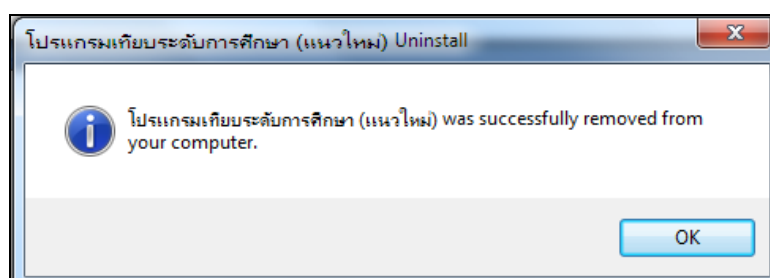 โปรแกรมเทียบระดับการศึกษา (แนวใหม่) Uninstall
โปรแกรมเทียบระดับการศึกษา (แนวใหม่) was successfully removed from
your computer.
OK